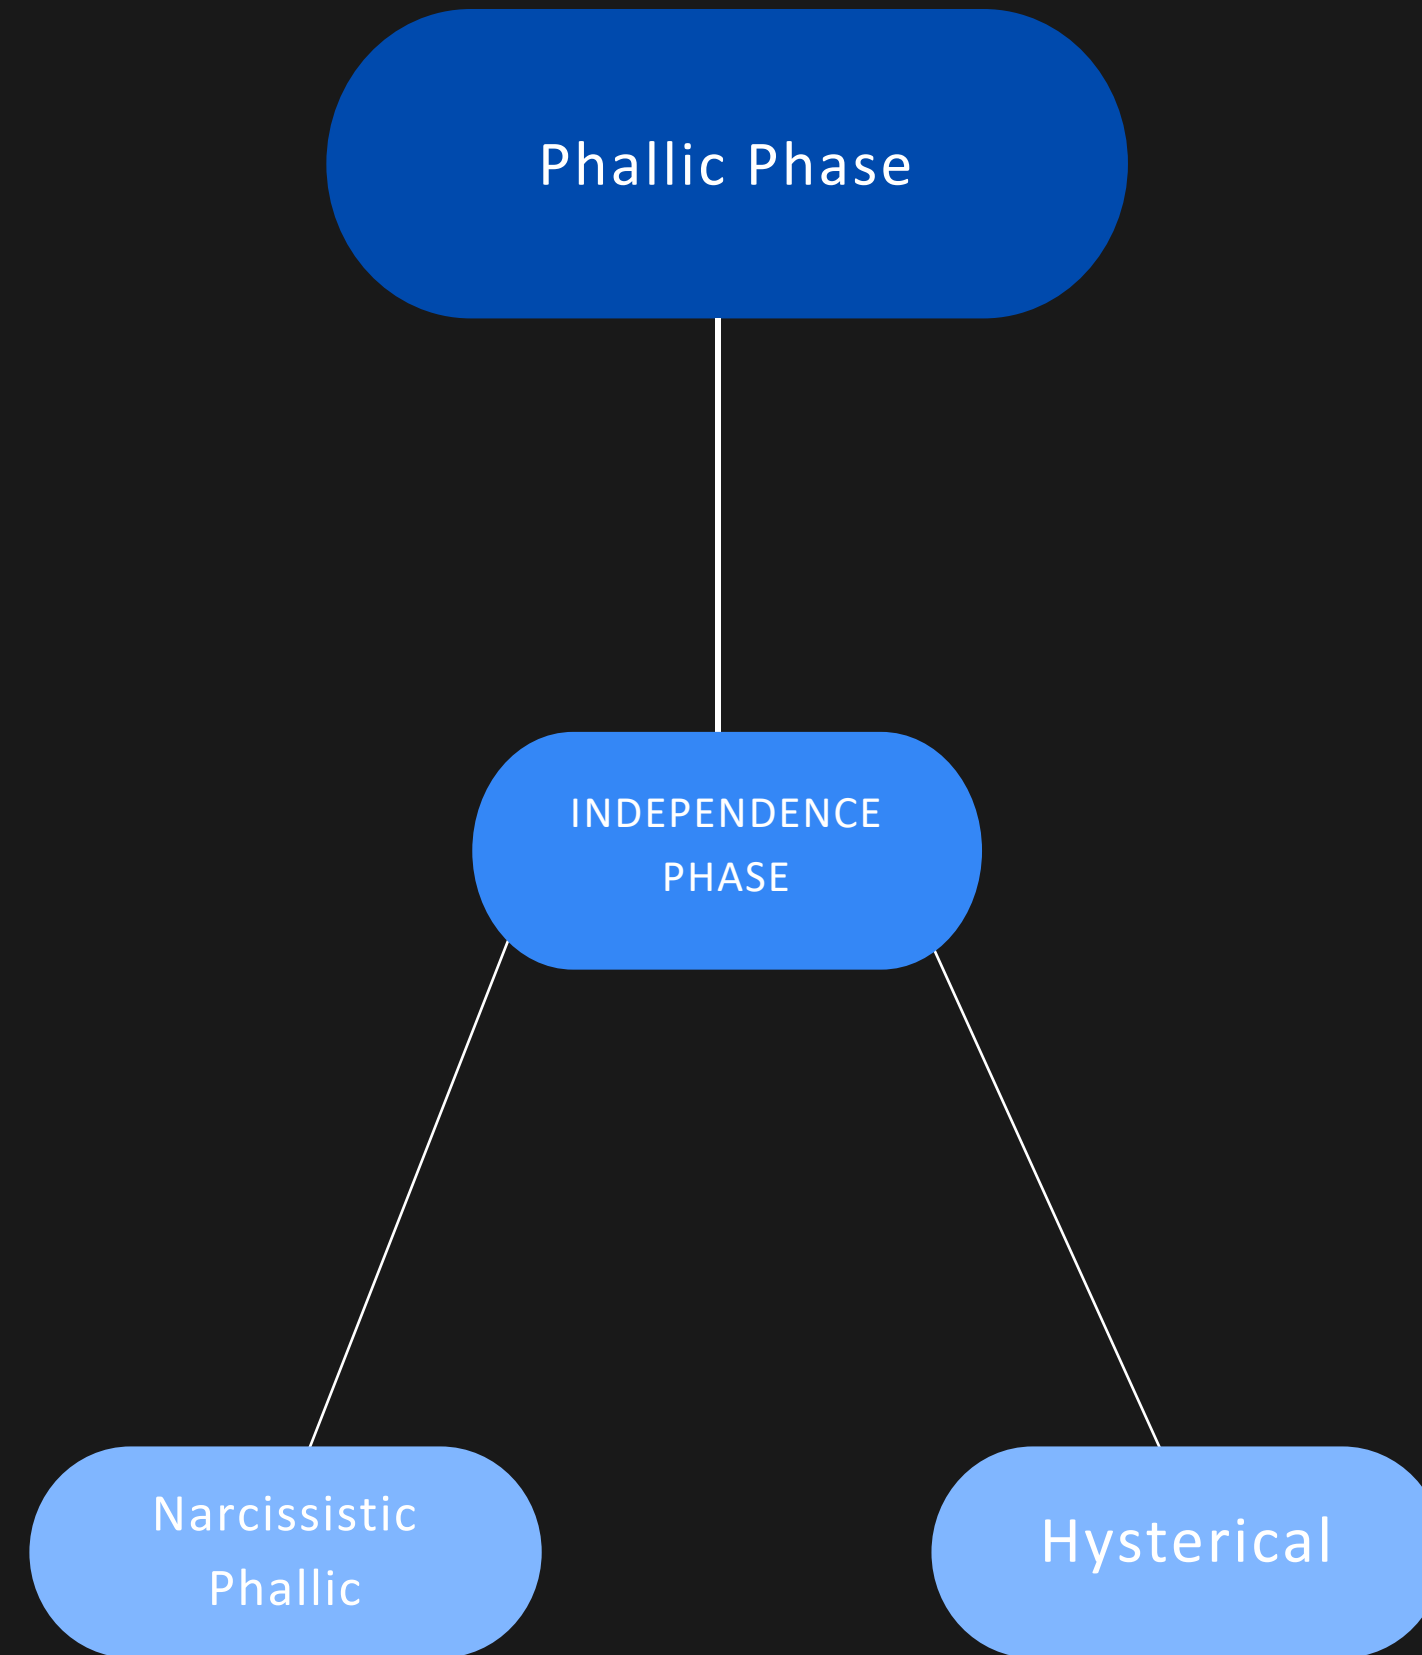 Phallic Phase
INDEPENDENCE
PHASE
Narcissistic
Phallic
Hysterical